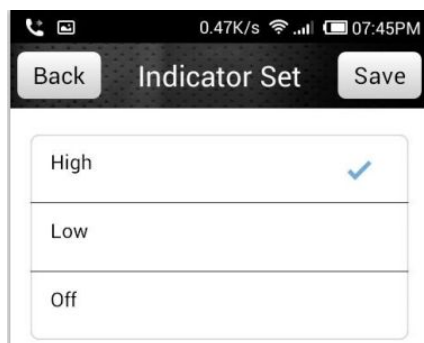 0.47K/s 07:45PM
Back Indicator Set Save
High
Low
Off